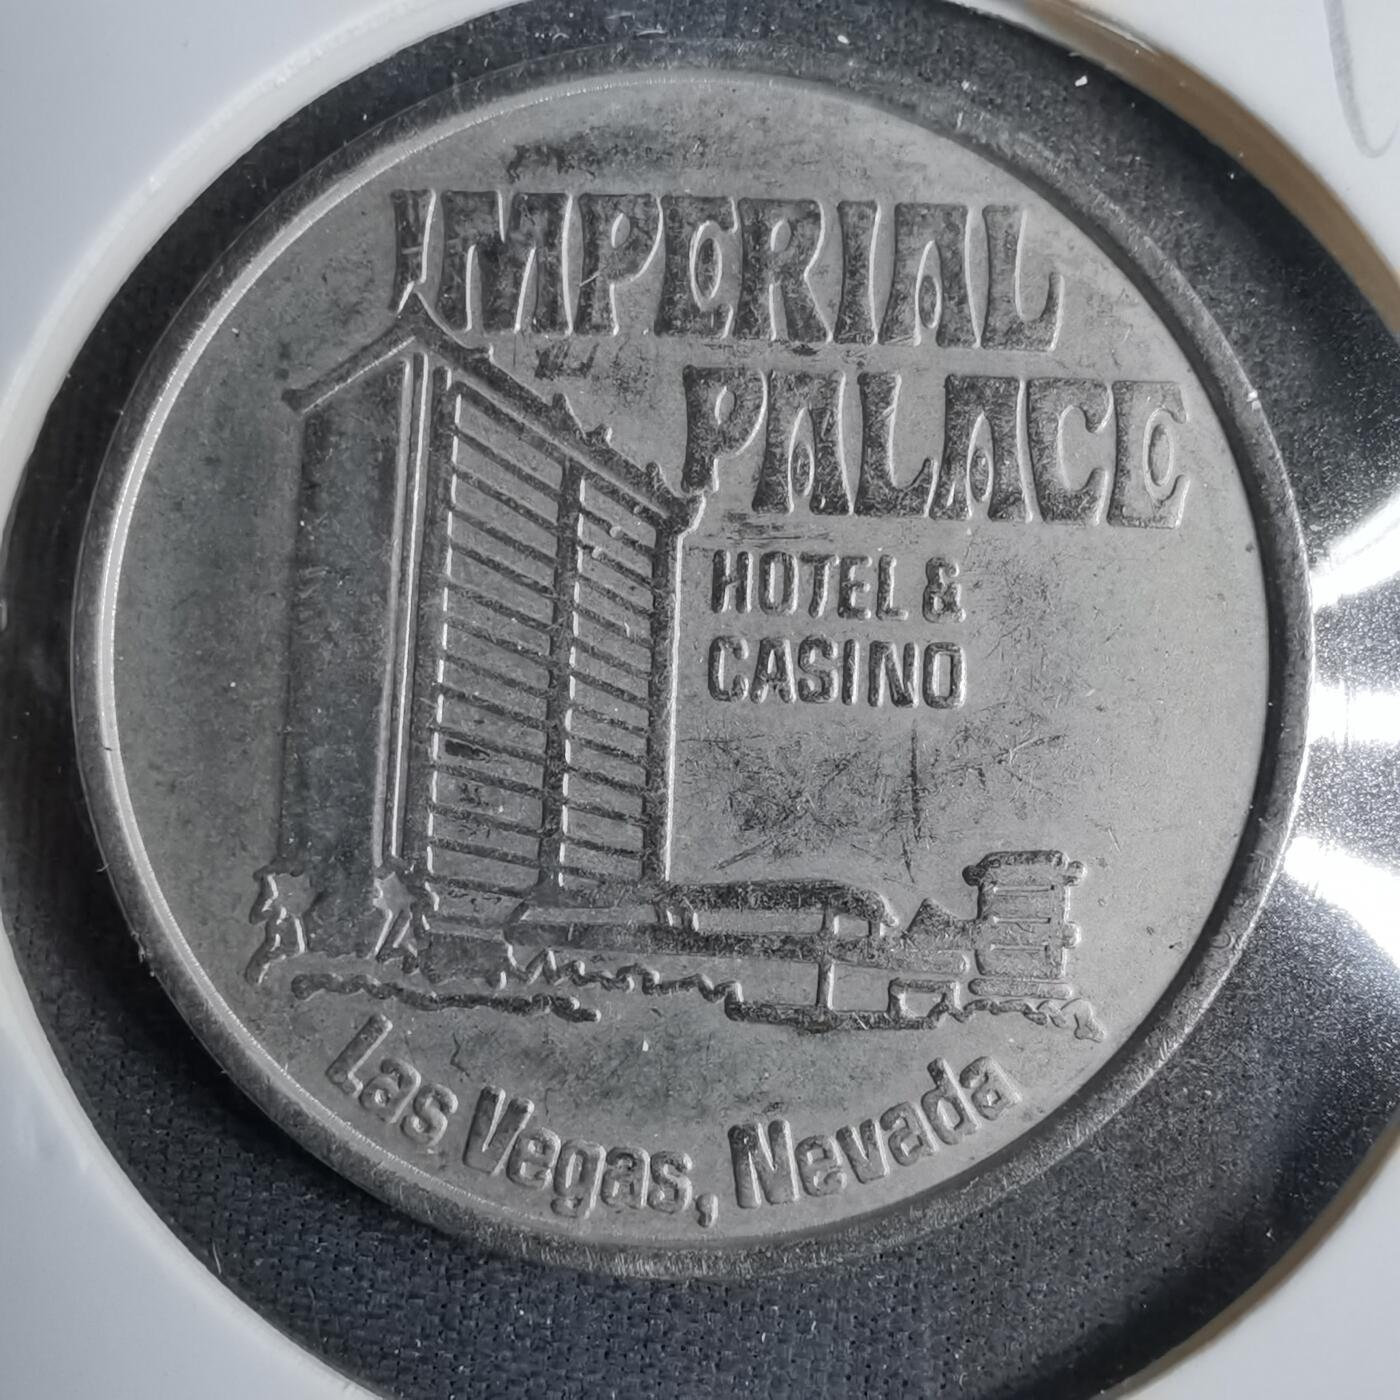 IMPERIAL
PALACE
HOTEL &
CASINO
Las Vegas, Nevada